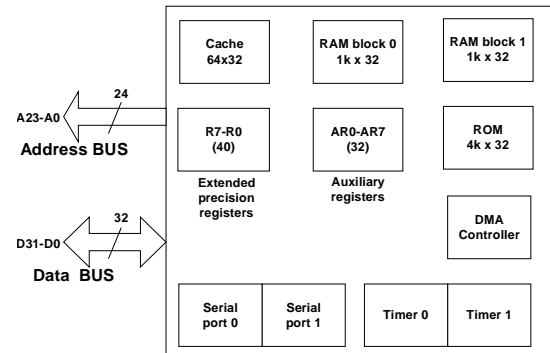 Cache
64x32
RAM block 0
1k x 32
RAM block 1
1k x 32
24
A23-A0
Address BUS
R7-R0
(40)
AR0-AR7
(32)
ROM
4k x 32
Extended
precision
registers
Auxiliary
registers
32
D31-D0
Data BUS
DMA
Controller
Serial
port 0
Serial
port 1
Timer 0
Timer 1